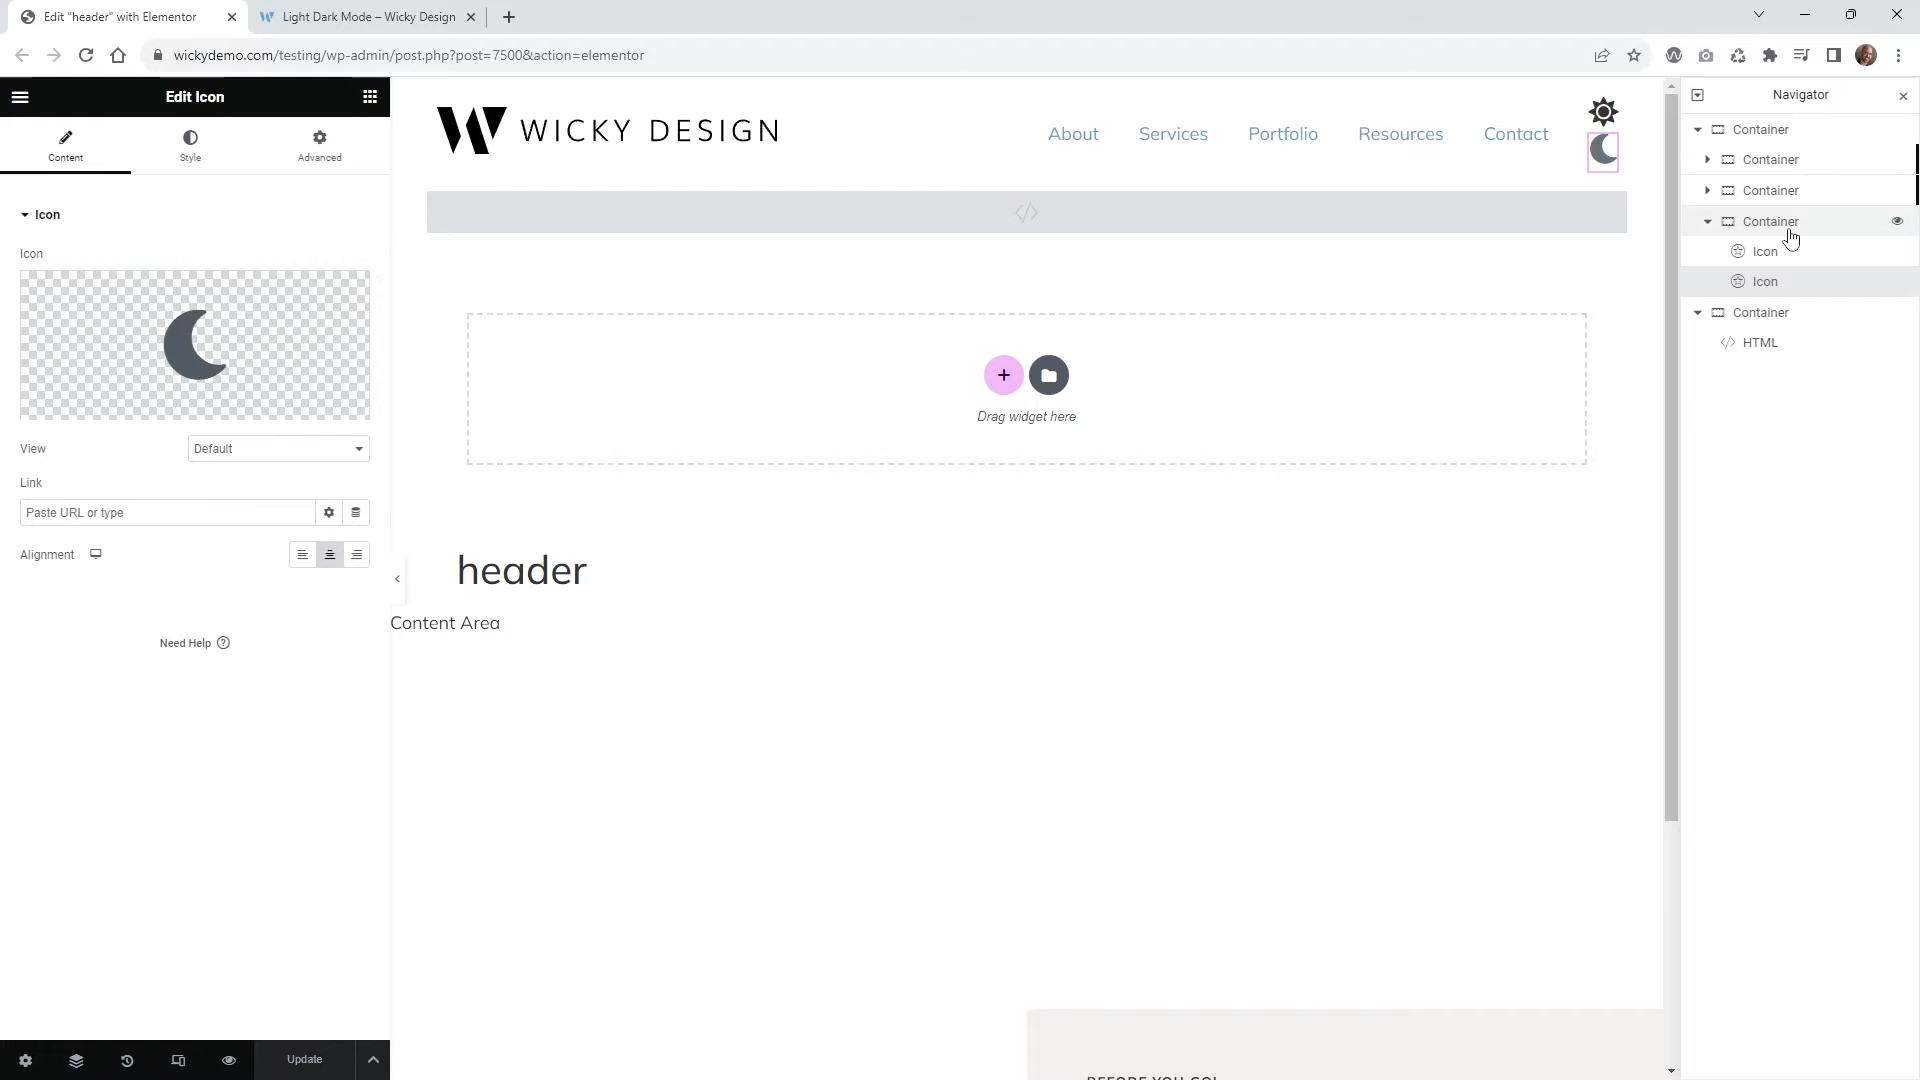 Edit "header" with Elementor
Light Dark Mode – Wicky Design
wickydemo.com/testing/wp-admin/post.php?post=7500&action=elementor
Edit Icon
Content
Style
Advanced
Icon
Icon
View
Default
Link
Paste URL or type
Alignment
Need Help
Update
WICKY DESIGN
About
Services
Portfolio
Resources
Contact
Drag widget here
header
Content Area
BEFORE YOU GO!
Navigator
Container
Container
Container
Container
Icon
Icon
Container
HTML